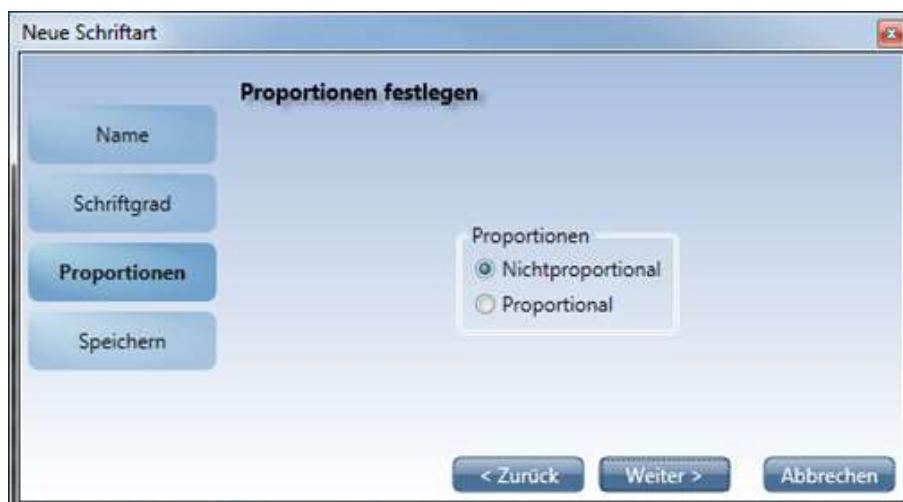 Neue Schriftart
Proportionen festlegen
Name
Schriftgrad
Proportionen
Speichern
Proportionen
Nichtproportional
Proportional
< Zurück
Weiter >
Abbrechen